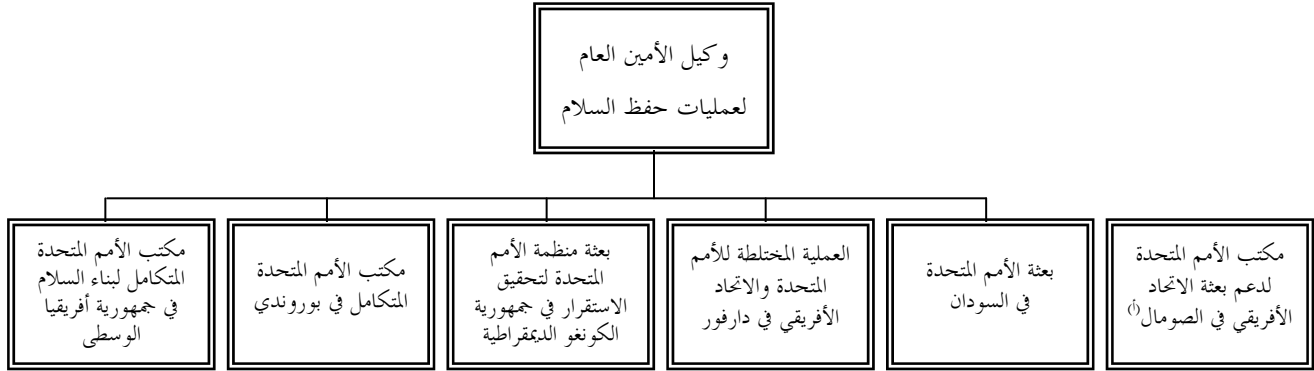 وكيل الأمين العام
لعمليات حفظ السلام
مكتب الأمم المتحدة
لدعم بعثة الاتحاد
الأفريقي في الصومال(أ)
بعثة الأمم المتحدة
في السودان
العملية المختلطة للأمم
المتحدة والاتحاد
الأفريقي في دارفور
بعثة منظمة الأمم
المتحدة لتحقيق
الاستقرار في جمهورية
الكونغو الديمقراطية
مكتب الأمم المتحدة
المتكامل في بوروندي
مكتب الأمم المتحدة
المتكامل لبناء السلام
في جمهورية أفريقيا
الوسطى